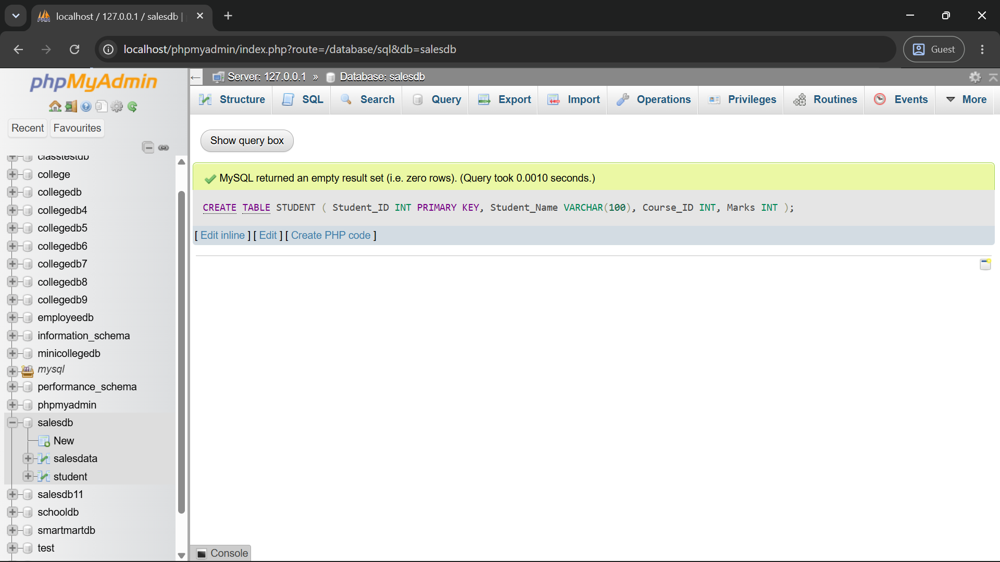 localhost / 127.0.0.1 / salesdb |
localhost/phpmyadmin/index.php?route=/database/sql&db=salesdb
Guest
phpMyAdmin
Recent
Favourites
classtestdb
college
collegedb
collegedb4
collegedb5
collegedb6
collegedb7
collegedb8
collegedb9
employeedb
information_schema
minicollegedb
mysql
performance_schema
phpmyadmin
salesdb
New
salesdata
student
salesdb11
schooldb
smartmartdb
test
Server: 127.0.0.1 » Database: salesdb
Structure
SQL
Search
Query
Export
Import
Operations
Privileges
Routines
Events
More
Show query box
MySQL returned an empty result set (i.e. zero rows). (Query took 0.0010 seconds.)
CREATE TABLE STUDENT ( Student_ID INT PRIMARY KEY, Student_Name VARCHAR(100), Course_ID INT, Marks INT );
[ Edit inline ] [ Edit ] [ Create PHP code ]
Console